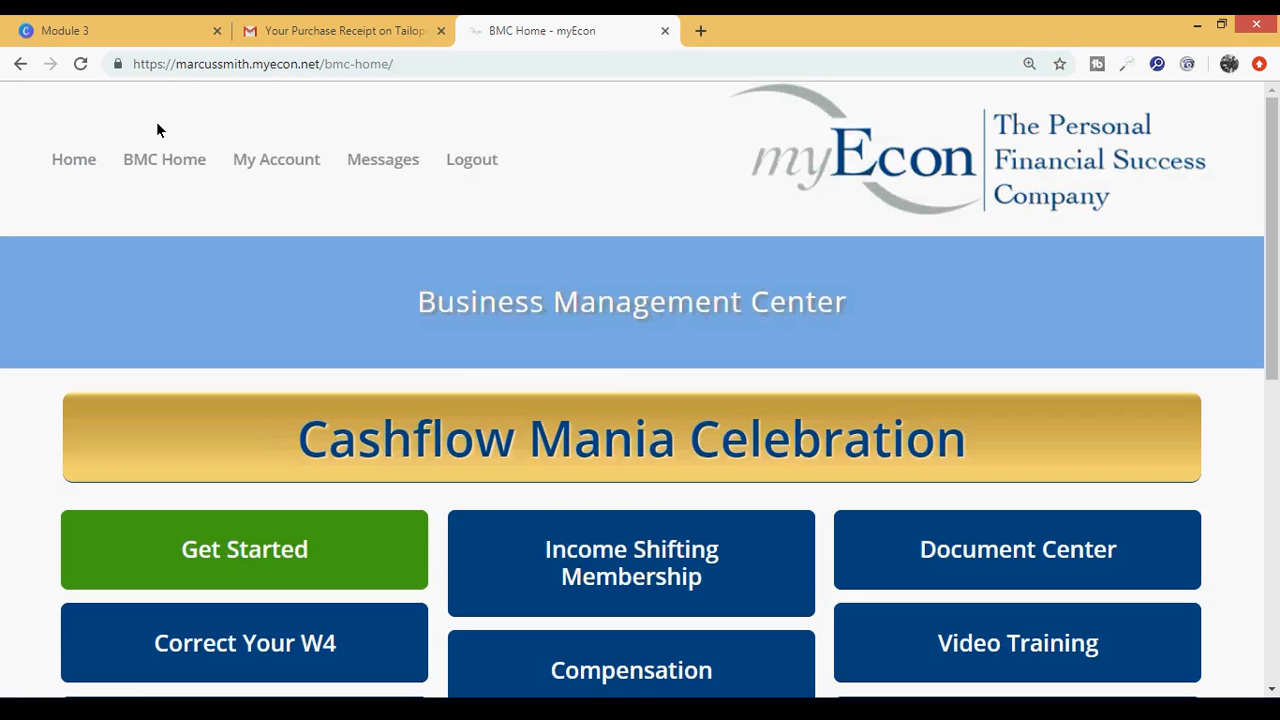 Module 3
Your Purchase Receipt on Tailop
BMC Home - myEcon
https://marcussmith.myecon.net/bmc-home/
Home BMC Home My Account Messages Logout
myEcon
The Personal
Financial Success
Company
Business Management Center
Cashflow Mania Celebration
Get Started
Income Shifting
Membership
Document Center
Correct Your W4
Compensation
Video Training